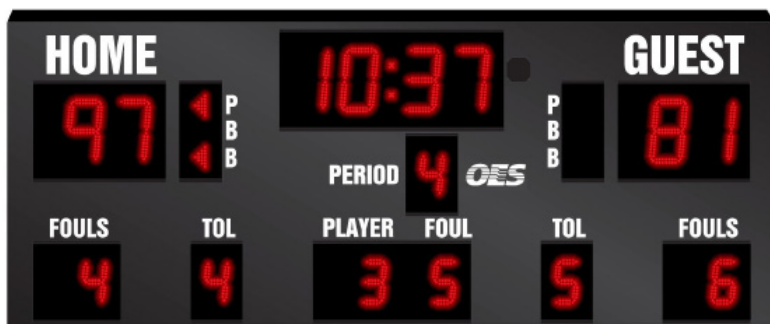 HOME 10:37 GUEST
97 P B B P B B 81
PERIOD 4 OES
FOULS TOL PLAYER FOUL TOL FOULS
4 4 3 5 5 6